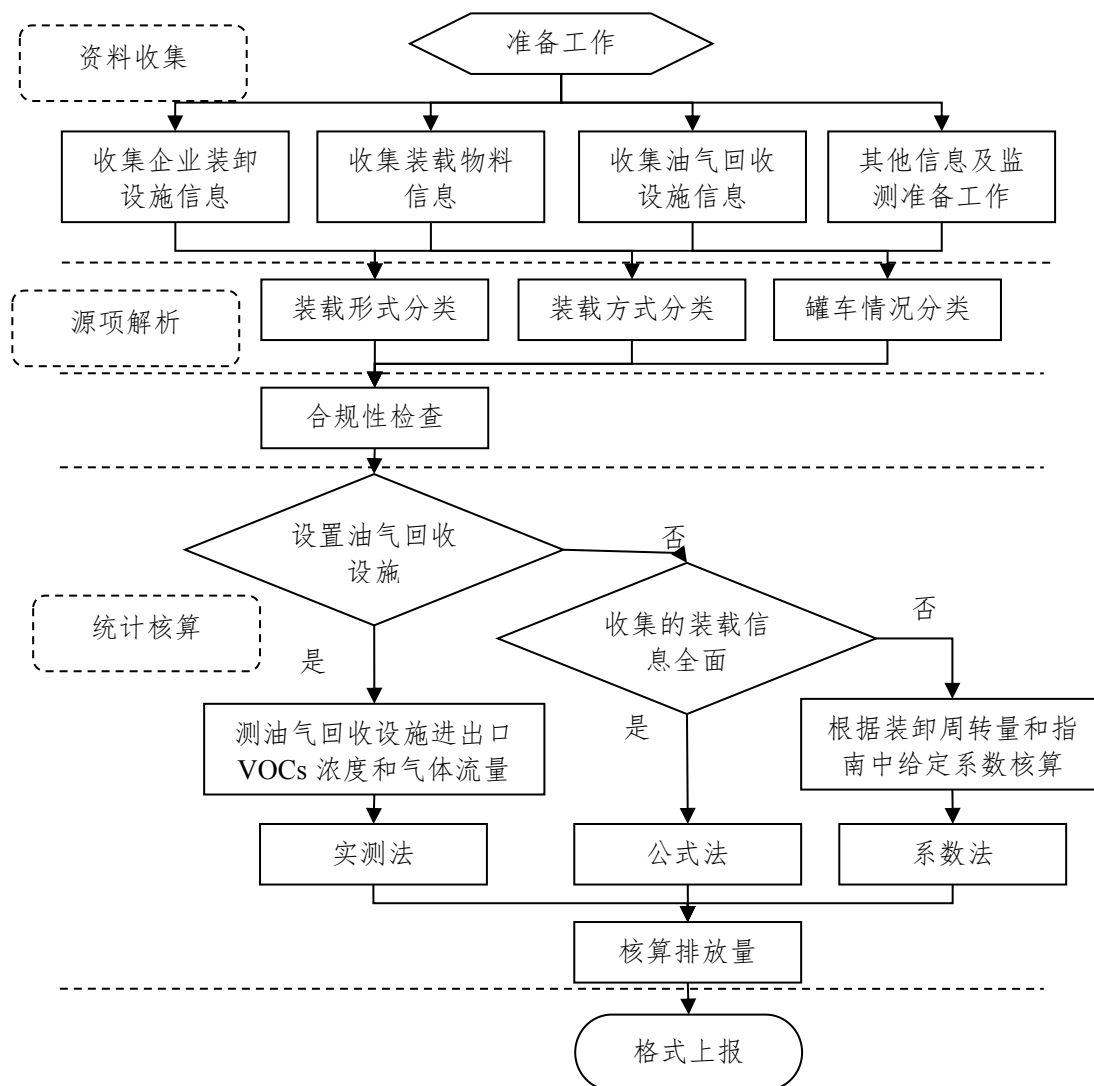 准备工作
资料收集
收集企业装卸
设施信息
收集装载物料
信息
收集油气回收
设施信息
其他信息及监
测准备工作
源项解析
装载形式分类
装载方式分类
罐车情况分类
合规性检查
设置油气回收
设施
否
收集的装载信
息全面
否
统计核算
是
是
测油气回收设施进出口
VOCs 浓度和气体流量
根据装卸周转量和指
南中给定系数核算
实测法
公式法
系数法
核算排放量
格式上报